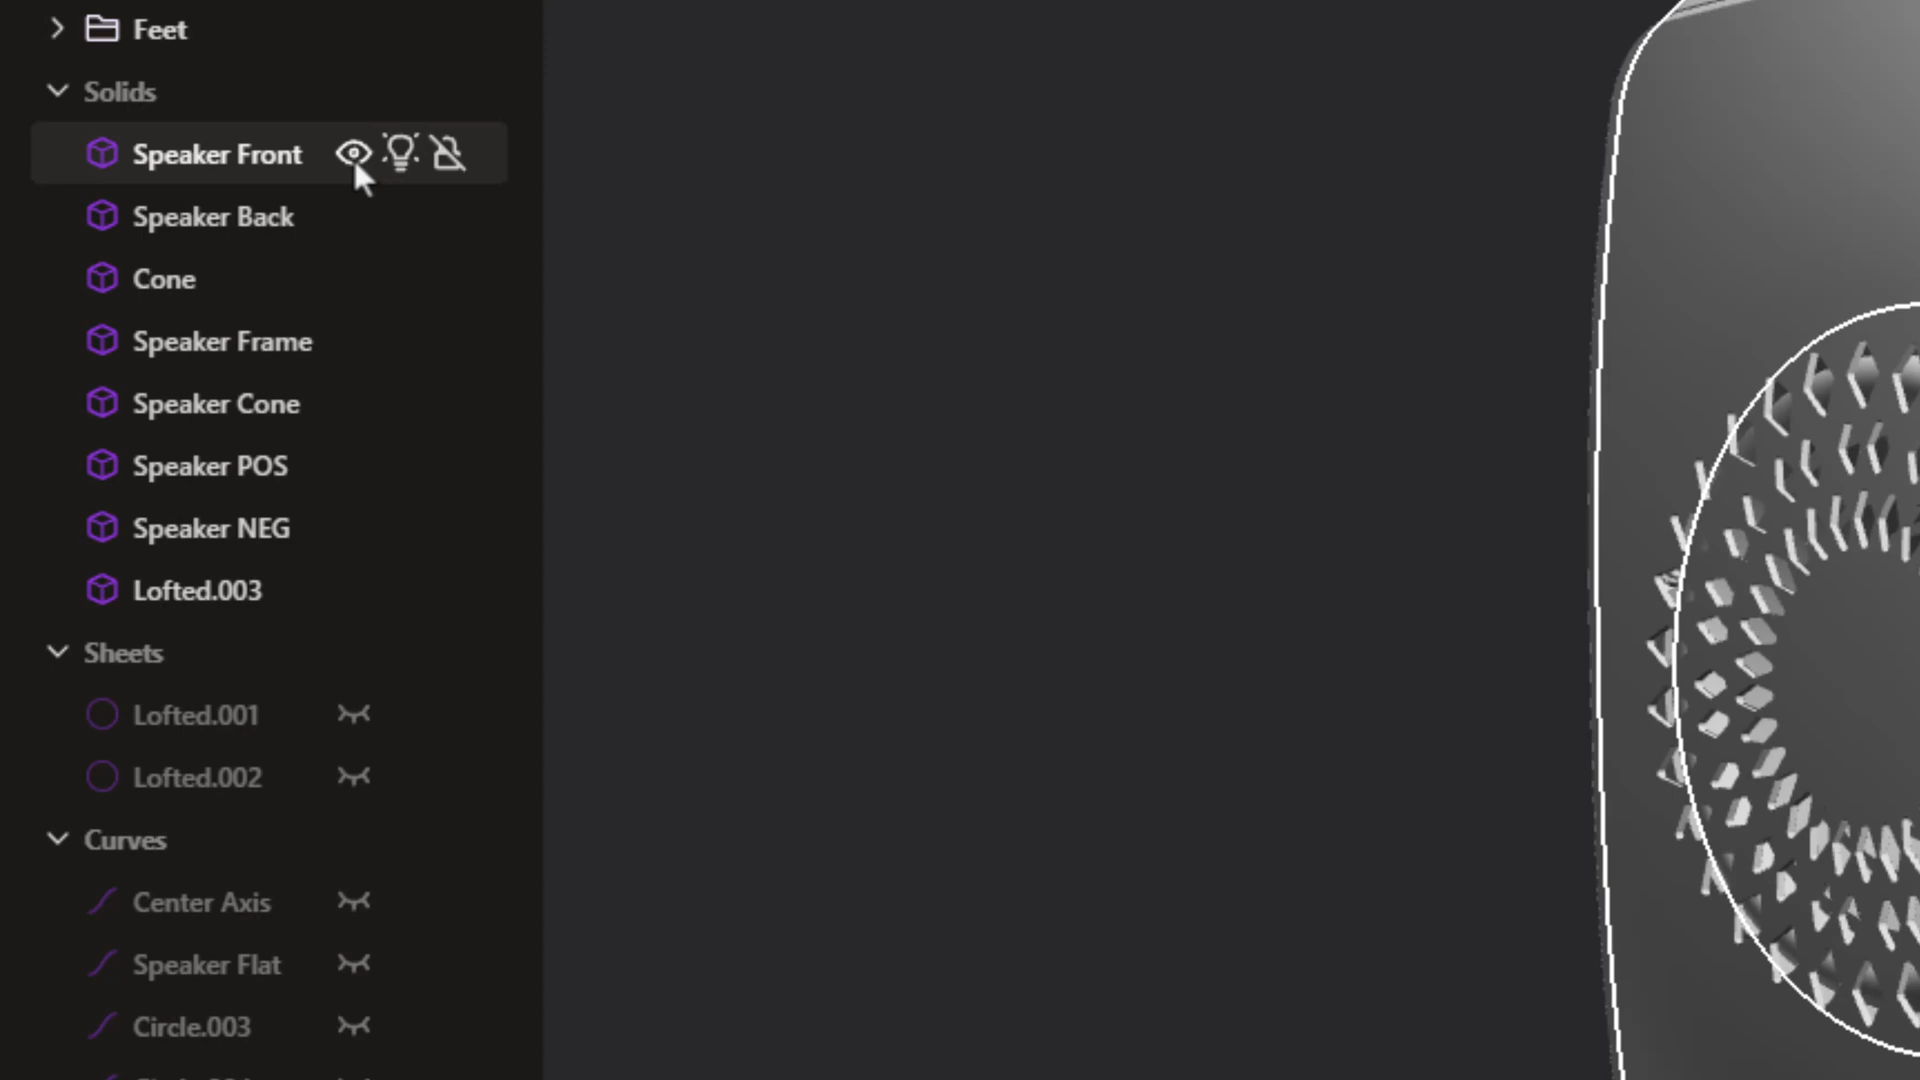 Feet
Solids
Speaker Front
Speaker Back
Cone
Speaker Frame
Speaker Cone
Speaker POS
Speaker NEG
Lofted.003
Sheets
Lofted.001
Lofted.002
Curves
Center Axis
Speaker Flat
Circle.003